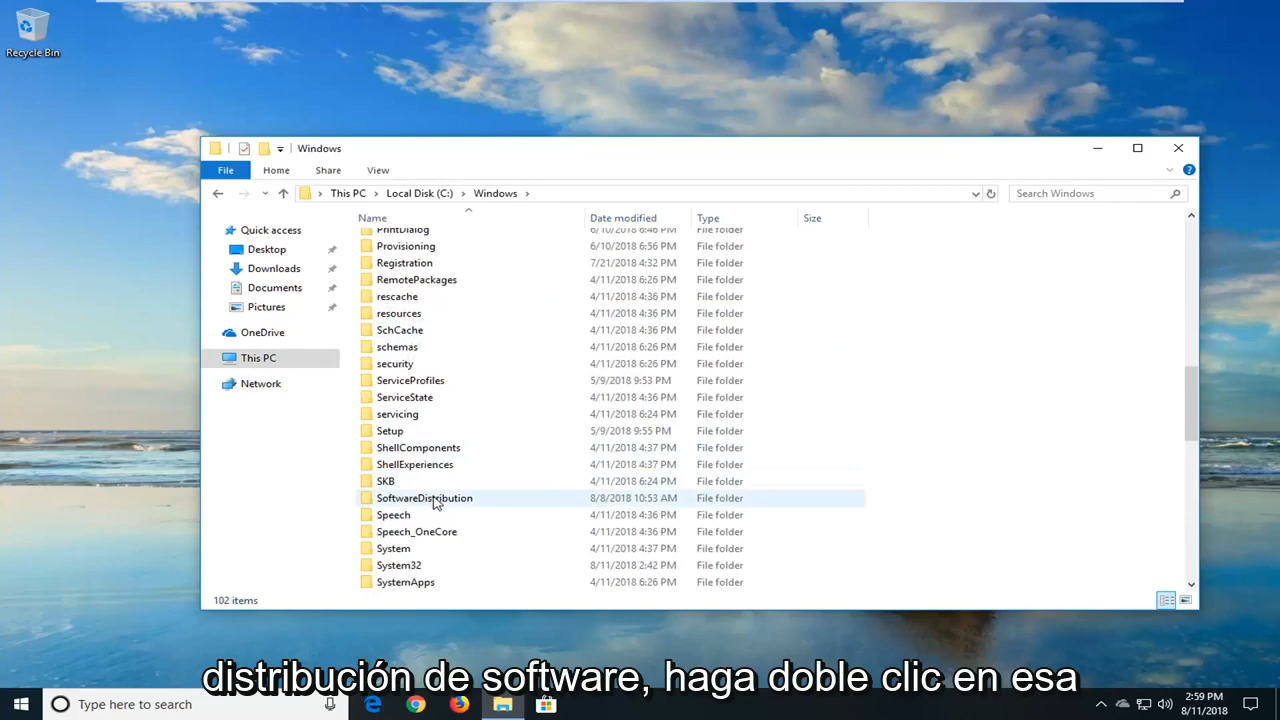 Recycle Bin
Windows
File Home Share View
This PC Local Disk (C:) Windows
Search Windows
Name Date modified Type Size
Quick access
Desktop
Downloads
Documents
Pictures
OneDrive
This PC
Network
PrintDialog 6/10/2018 6:46 PM File folder
Provisioning 6/10/2018 6:56 PM File folder
Registration 7/21/2018 4:32 PM File folder
RemotePackages 4/11/2018 6:26 PM File folder
rescache 4/11/2018 4:36 PM File folder
resources 4/11/2018 4:36 PM File folder
SchCache 4/11/2018 4:36 PM File folder
schemas 4/11/2018 6:26 PM File folder
security 4/11/2018 6:26 PM File folder
ServiceProfiles 5/9/2018 9:53 PM File folder
ServiceState 4/11/2018 4:36 PM File folder
servicing 4/11/2018 6:24 PM File folder
Setup 5/9/2018 9:55 PM File folder
ShellComponents 4/11/2018 4:37 PM File folder
ShellExperiences 4/11/2018 4:37 PM File folder
SKB 4/11/2018 6:24 PM File folder
SoftwareDistribution 8/8/2018 10:53 AM File folder
Speech 4/11/2018 4:36 PM File folder
Speech_OneCore 4/11/2018 4:36 PM File folder
System 4/11/2018 4:37 PM File folder
System32 8/11/2018 2:42 PM File folder
SystemApps 4/11/2018 6:26 PM File folder
102 items
distribución de software, haga doble clic en esa
Type here to search
2:59 PM
8/11/2018